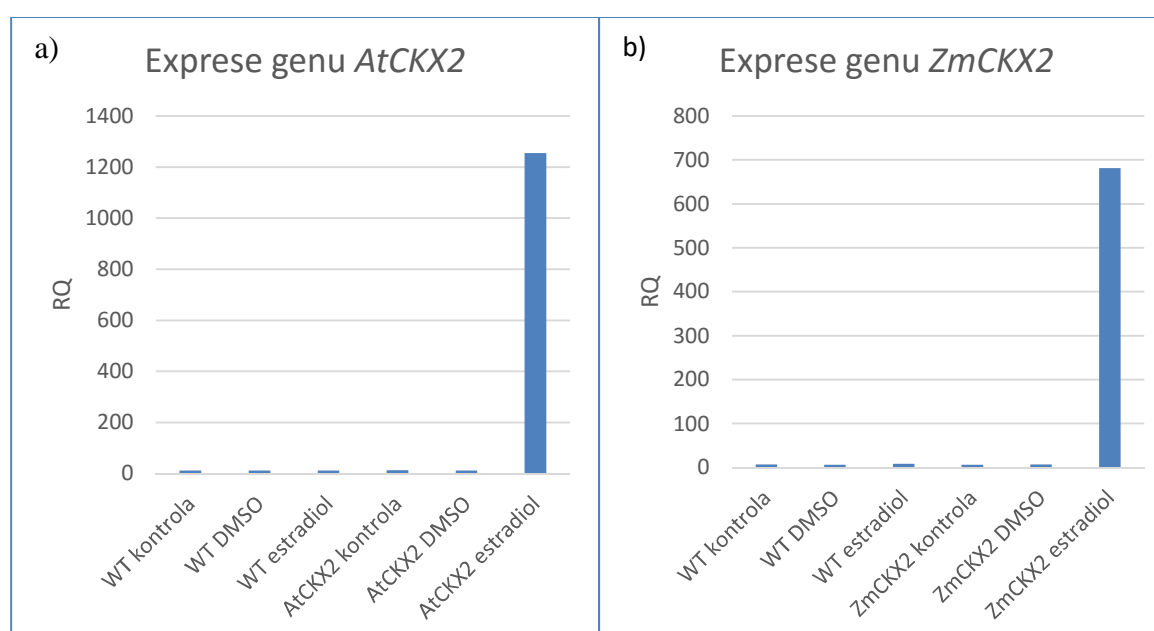 a)
Exprese genu AtCKX2
1400
1200
1000
800
600
400
200
0
RQ
WT kontrola
WT DMSO
WT estradiol
AtCKX2 kontrola
AtCKX2 DMSO
AtCKX2 estradiol
b)
Exprese genu ZmCKX2
800
700
600
500
400
300
200
100
0
RQ
WT kontrola
WT DMSO
WT estradiol
ZmCKX2 kontrola
ZmCKX2 DMSO
ZmCKX2 estradiol